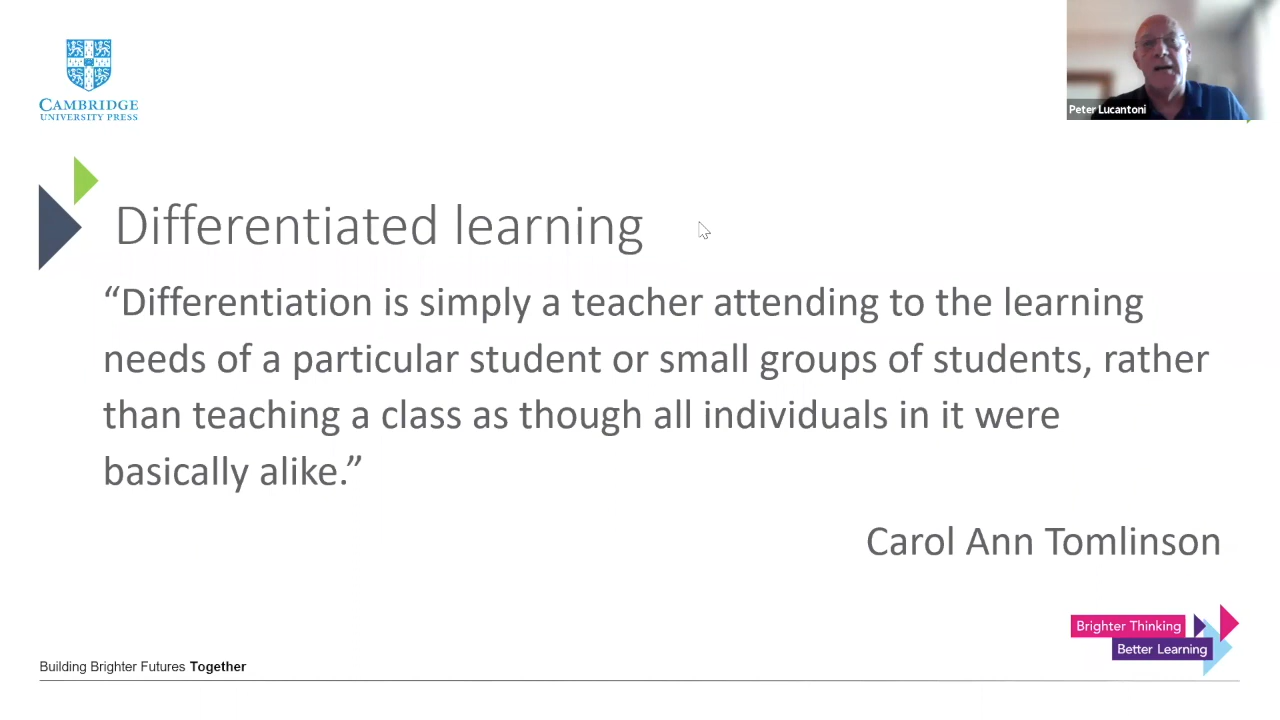 CAMBRIDGE
UNIVERSITY PRESS
Peter Lucantoni
Differentiated learning
“Differentiation is simply a teacher attending to the learning
needs of a particular student or small groups of students, rather
than teaching a class as though all individuals in it were
basically alike.”
Carol Ann Tomlinson
Brighter Thinking
Better Learning
Building Brighter Futures Together